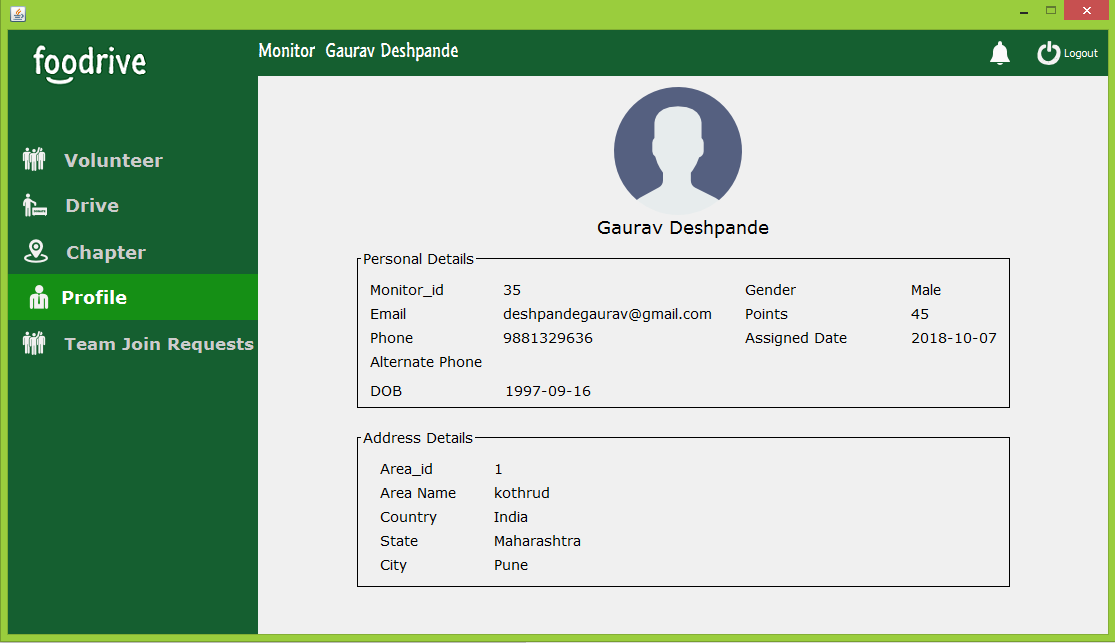 foodrive
Monitor Gaurav Deshpande
Logout
Volunteer
Drive
Chapter
Profile
Team Join Requests
Gaurav Deshpande
Personal Details
Monitor_id 35 Gender Male
Email deshpandegaurav@gmail.com Points 45
Phone 9881329636 Assigned Date 2018-10-07
Alternate Phone
DOB 1997-09-16
Address Details
Area_id 1
Area Name kothrud
Country India
State Maharashtra
City Pune